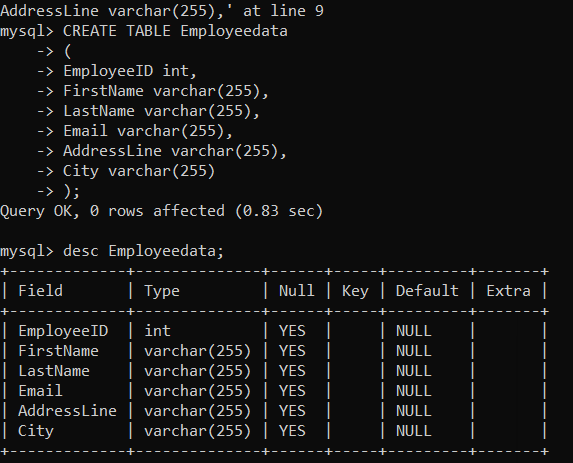 AddressLine varchar(255),' at line 9
mysql> CREATE TABLE Employeedata
    -> (
    -> EmployeeID int,
    -> FirstName varchar(255),
    -> LastName varchar(255),
    -> Email varchar(255),
    -> AddressLine varchar(255),
    -> City varchar(255)
    -> );
Query OK, 0 rows affected (0.83 sec)

mysql> desc Employeedata;
+-------------+--------------+------+-----+---------+-------+
| Field       | Type         | Null | Key | Default | Extra |
+-------------+--------------+------+-----+---------+-------+
| EmployeeID  | int          | YES  |     | NULL    |       |
| FirstName   | varchar(255) | YES  |     | NULL    |       |
| LastName    | varchar(255) | YES  |     | NULL    |       |
| Email       | varchar(255) | YES  |     | NULL    |       |
| AddressLine | varchar(255) | YES  |     | NULL    |       |
| City        | varchar(255) | YES  |     | NULL    |       |
+-------------+--------------+------+-----+---------+-------+